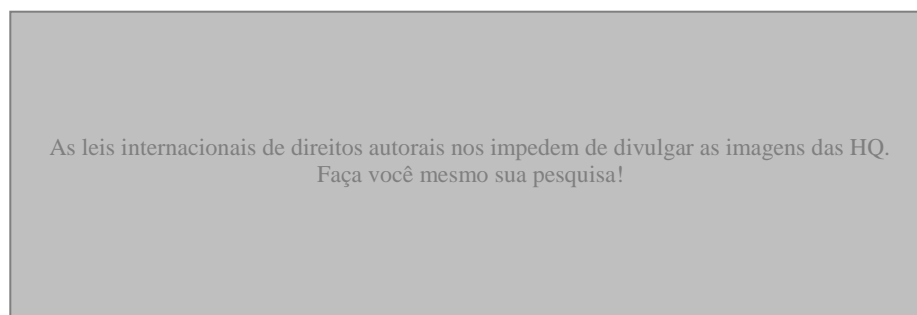 As leis internacionais de direitos autorais nos impedem de divulgar as imagens das HQ.
Faça você mesmo sua pesquisa!